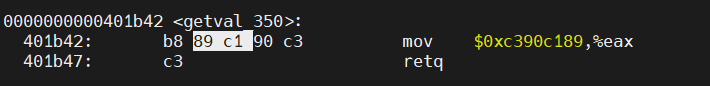 0000000000401b42 <getval_350>:
401b42: b8 89 c1 90 c3 mov $0xc390c189,%eax
401b47: c3 retq